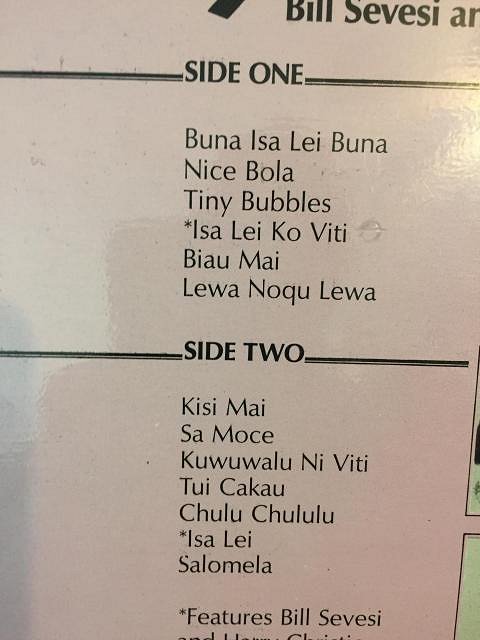 Bill Sevesi
SIDE ONE
Buna Isa Lei Buna
Nice Bola
Tiny Bubbles
*Isa Lei Ko Viti
Biau Mai
Lewa Noqu Lewa
SIDE TWO
Kisi Mai
Sa Moce
Kuwuwalu Ni Viti
Tui Cakau
Chulu Chululu
*Isa Lei
Salomela
*Features Bill Sevesi